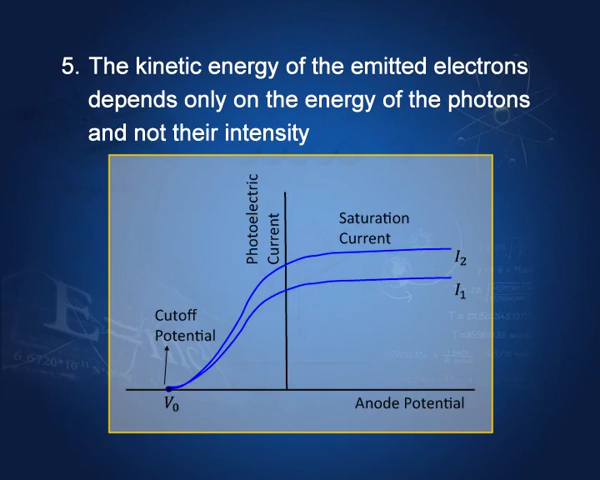 5. The kinetic energy of the emitted electrons
depends only on the energy of the photons
and not their intensity
Photoelectric
Current
Saturation
Current
I₂
I₁
Cutoff
Potential
V₀
Anode Potential